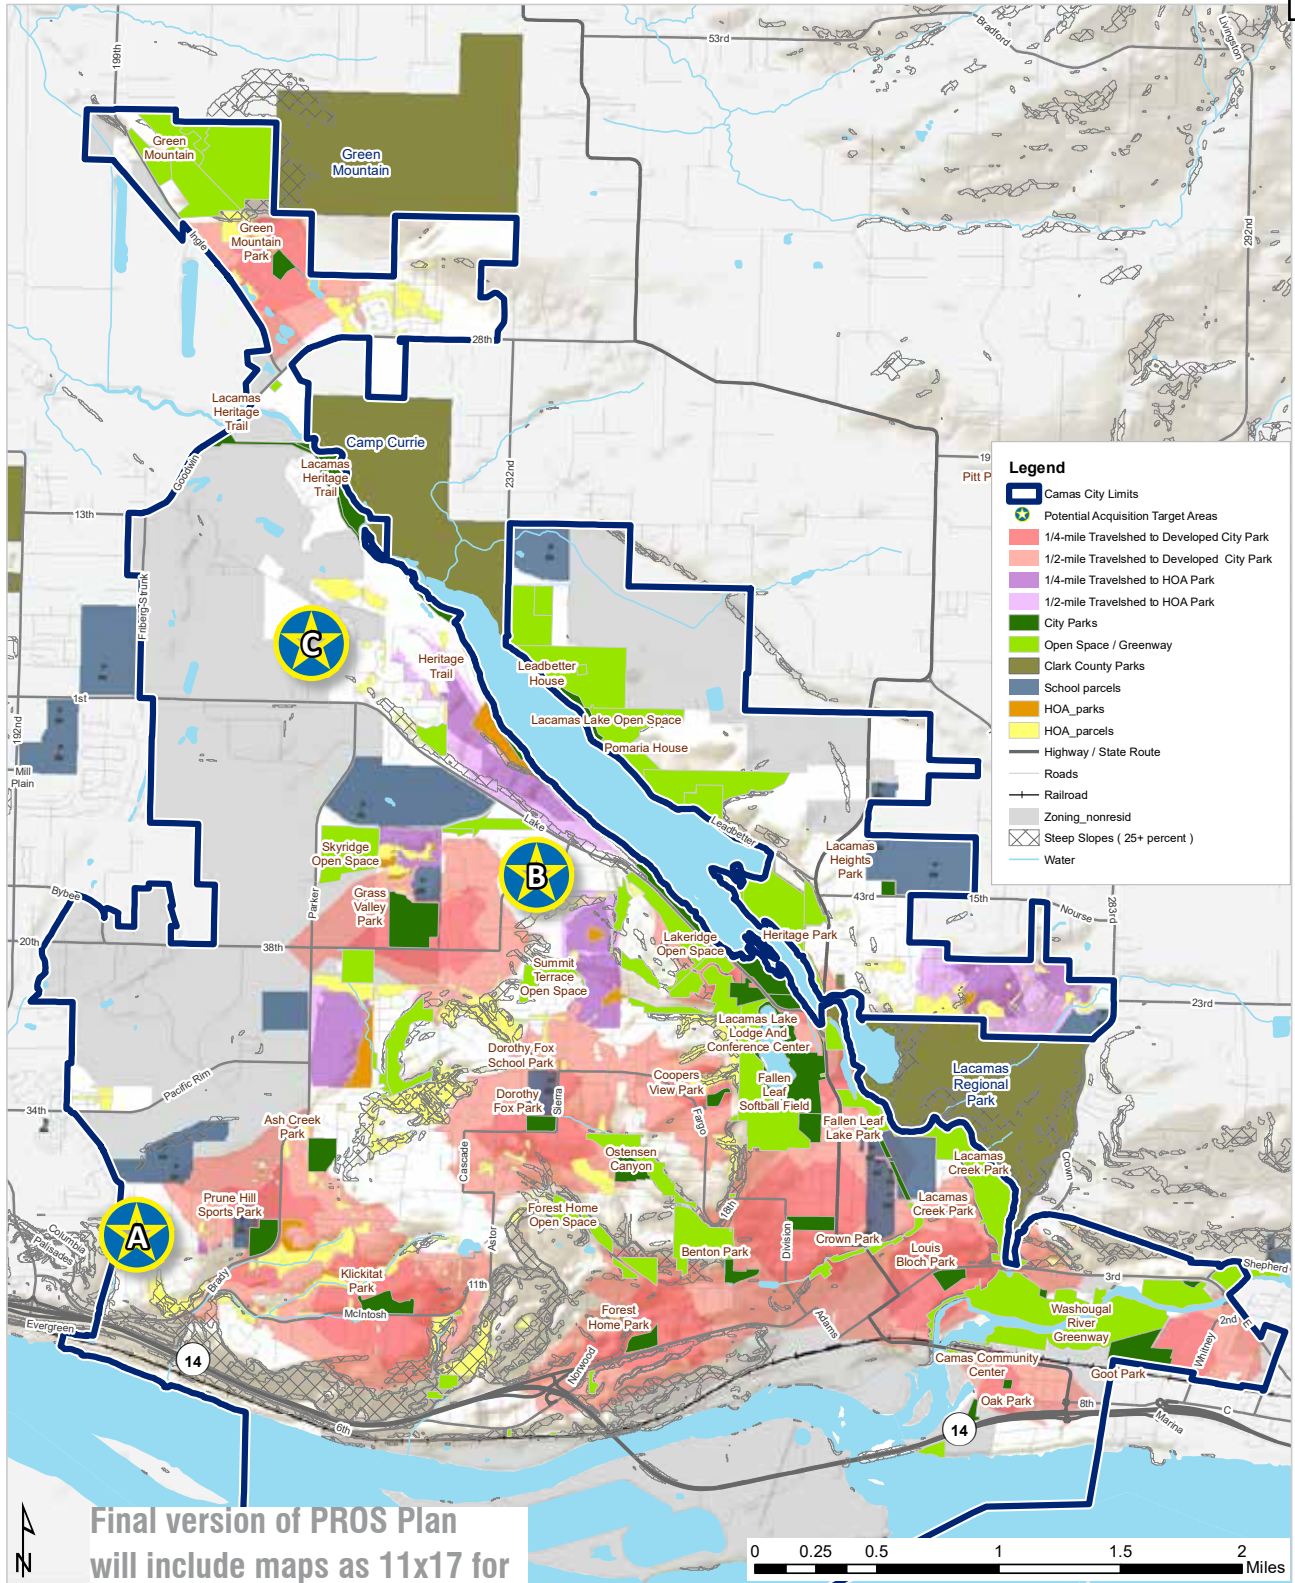 199th
53rd
Bradford
Livingston
Green
Mountain
Green
Mountain
Green
Mountain
Park
Ingle
292nd
28th
Lacamas
Heritage
Trail
Camp Currie
Lacamas
Heritage
Trail
Goodwin
232nd
13th
Friberg-Strunk
19
Pitt P
Legend
Camas City Limits
Potential Acquisition Target Areas
1/4-mile Travelshed to Developed City Park
1/2-mile Travelshed to Developed City Park
1/4-mile Travelshed to HOA Park
1/2-mile Travelshed to HOA Park
City Parks
Open Space / Greenway
Clark County Parks
School parcels
HOA_parks
HOA_parcels
Highway / State Route
Roads
Railroad
Zoning_nonresid
Steep Slopes ( 25+ percent )
Water
C
Heritage
Trail
Leadbetter
House
1st
192nd
Lacamas Lake Open Space
Pomaria House
Mill
Plain
Lake
Leadbetter
Skyridge
Open Space
B
Lacamas
Heights
Park
Bybee
Parker
Grass
Valley
Park
43rd
15th
Nourse
283rd
20th
38th
Lakeridge
Open Space
Heritage Park
Summit
Terrace
Open Space
23rd
Lacamas Lake
Lodge And
Conference Center
Dorothy Fox
School Park
Pacific Rim
Coopers
View Park
Fallen
Leaf
Softball Field
Lacamas
Regional
Park
34th
Dorothy
Fox Park
Sierra
Fargo
Ash Creek
Park
Fallen Leaf
Lake Park
Cascade
Ostensen
Canyon
Lacamas
Creek Park
Crown
Prune Hill
Sports Park
Lacamas
Creek Park
A
Columbia
Palisades
Forest Home
Open Space
18th
Astor
Division
Crown Park
Benton Park
Louis
Bloch Park
Shepherd
Brady
Klickitat
Park
11th
3rd
McIntosh
Forest
Home Park
Adams
Washougal
River
Greenway
2nd
E
Evergreen
Whitney
14
Norwood
Camas Community
Center
Goot Park
Oak Park
8th
C
Marina
6th
14
N
Final version of PROS Plan
will include maps as 11x17 for
0 0.25 0.5 1 1.5 2
Miles